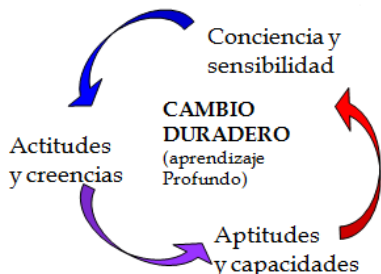 Conciencia y
sensibilidad
CAMBIO
DURADERO
(aprendizaje
Profundo)
Actitudes
y creencias
Aptitudes
y capacidades